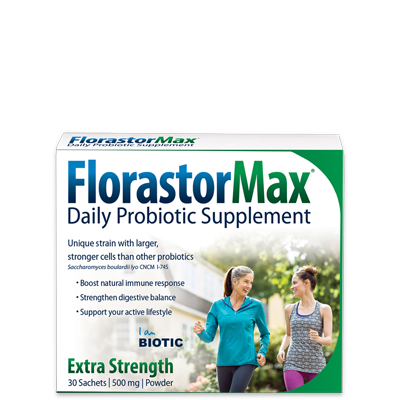 FlorastorMax®
Daily Probiotic Supplement
FlorastorMax®
Daily Probiotic Supplement
Unique strain with larger,
stronger cells than other probiotics
Saccharomyces boulardii lyo CNCM I-745
• Boost natural immune response
• Strengthen digestive balance
• Support your active lifestyle
I am
BIOTIC
Extra Strength
30 Sachets | 500 mg | Powder